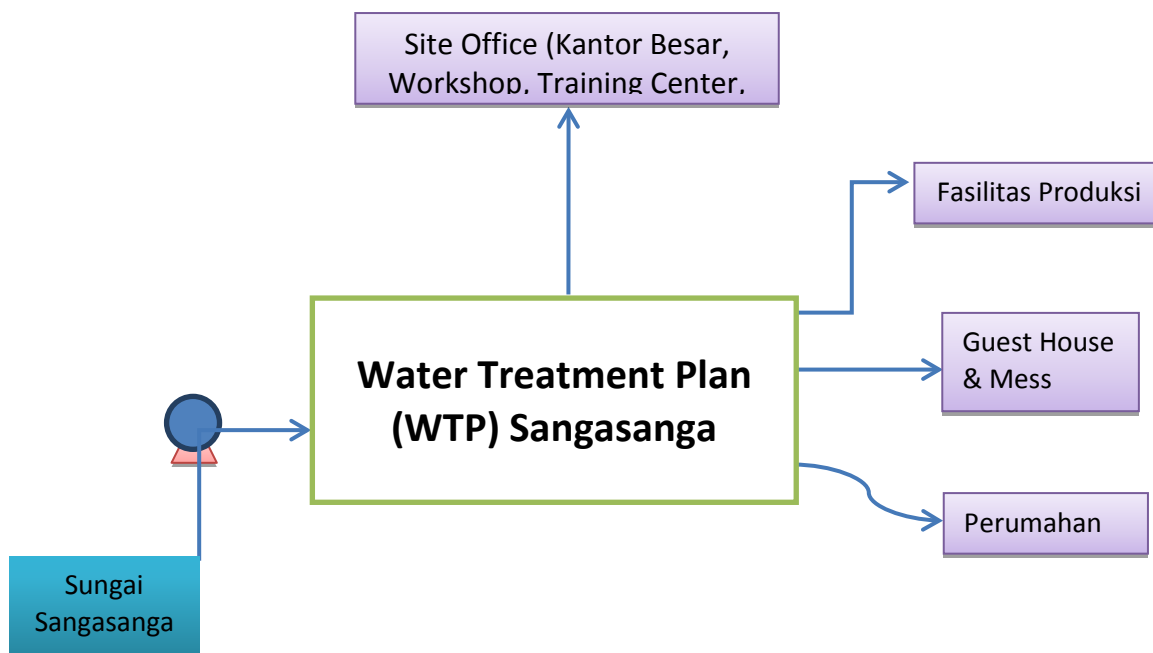 Site Office (Kantor Besar,
Workshop, Training Center,
Fasilitas Produksi
Guest House
& Mess
Water Treatment Plan
(WTP) Sangasanga
Perumahan
Sungai
Sangasanga